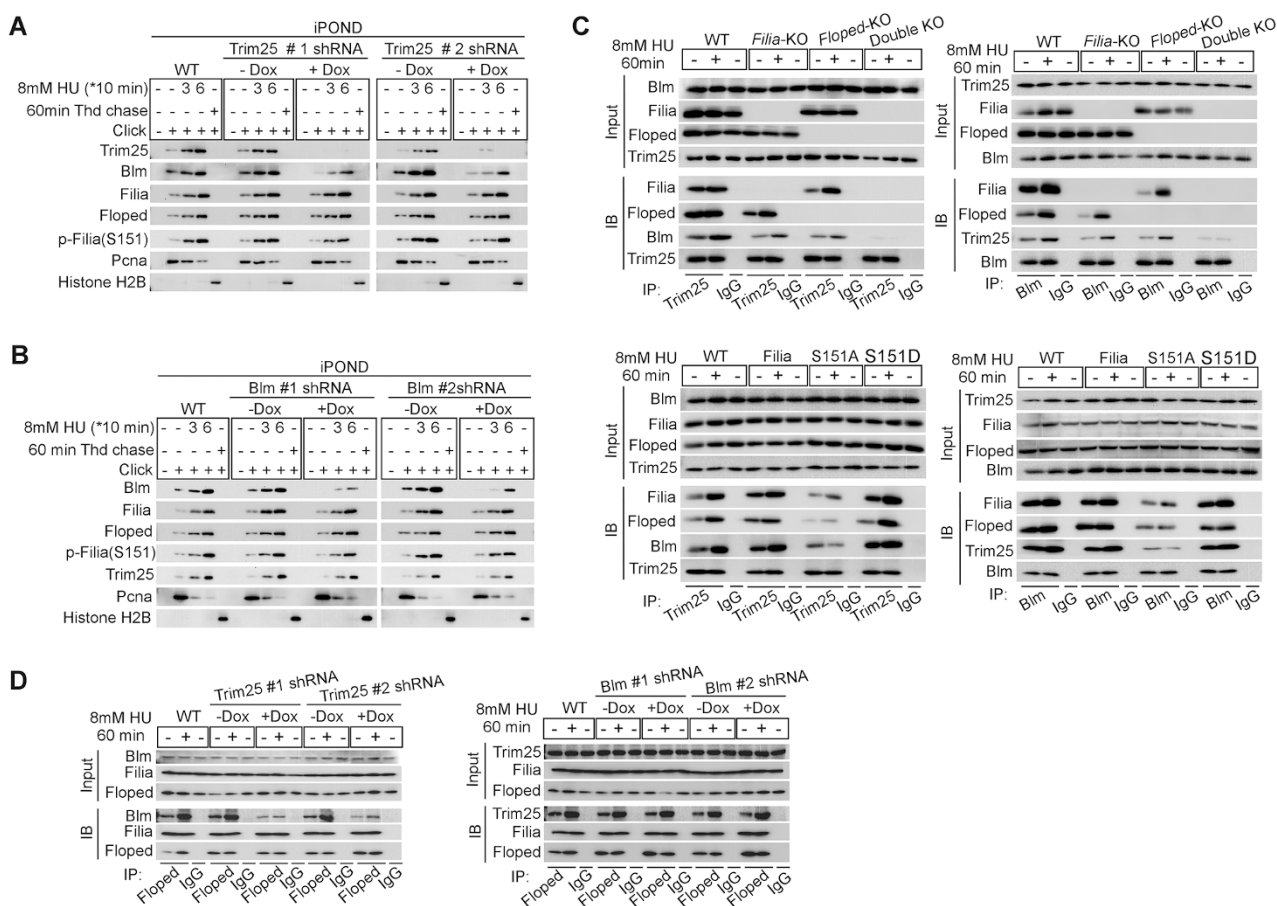 A
iPOND
Trim25 # 1 shRNA
Trim25 # 2 shRNA
WT
- Dox
+ Dox
- Dox
+ Dox
8mM HU (*10 min)
- - 3 6 - - 3 6 - - - 3 6 - - - 3 6 - - - 3 6 -
60min Thd chase
- - - - - - - - + - - - - + - - - - + - - - - +
Click
- + + + + + + + + + + + + + + + + + + + + + +
Trim25
Blm
Filia
Floped
p-Filia(S151)
Pcna
Histone H2B
B
iPOND
Blm #1 shRNA
Blm #2shRNA
WT
-Dox
+Dox
-Dox
+Dox
8mM HU (*10 min)
60 min Thd chase
Click
Blm
Filia
Floped
p-Filia(S151)
Trim25
Pcna
Histone H2B
C
8mM HU
60min
WT
Filia-KO
Floped-KO
Double KO
- + - - + - - + - - + -
Input
Blm
Filia
Floped
Trim25
IB
Filia
Floped
Blm
Trim25
IP:
Trim25 IgG Trim25 IgG Trim25 IgG Trim25 IgG
8mM HU
60 min
WT
Filia-KO
Floped-KO
Double KO
- + - - + - - + - - + -
Input
Trim25
Filia
Floped
Blm
IB
Filia
Floped
Trim25
Blm
IP:
Blm IgG Blm IgG Blm IgG Blm IgG
8mM HU
60 min
WT
Filia
S151A
S151D
- + - - + - - + - - + -
Input
Blm
Filia
Floped
Trim25
IB
Filia
Floped
Blm
Trim25
IP:
Trim25 IgG Trim25 IgG Trim25 IgG Trim25 IgG
8mM HU
60 min
WT
Filia
S151A
S151D
- + - - + - - + - - + -
Input
Trim25
Filia
Floped
Blm
IB
Filia
Floped
Trim25
Blm
IP:
Blm IgG Blm IgG Blm IgG Blm IgG
D
Trim25 #1 shRNA
Trim25 #2 shRNA
8mM HU
WT
-Dox
+Dox
-Dox
+Dox
60 min
- + - - + - - + - - + - - + -
Input
Blm
Filia
Floped
IB
Blm
Filia
Floped
IP:
Floped IgG Floped IgG Floped IgG Floped IgG Floped IgG
Blm #1 shRNA
Blm #2 shRNA
8mM HU
WT
-Dox
+Dox
-Dox
+Dox
60 min
- + - - + - - + - - + - - + -
Input
Trim25
Filia
Floped
IB
Trim25
Filia
Floped
IP:
Floped IgG Floped IgG Floped IgG Floped IgG Floped IgG